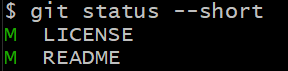 $ git status --short
M  LICENSE
M  README